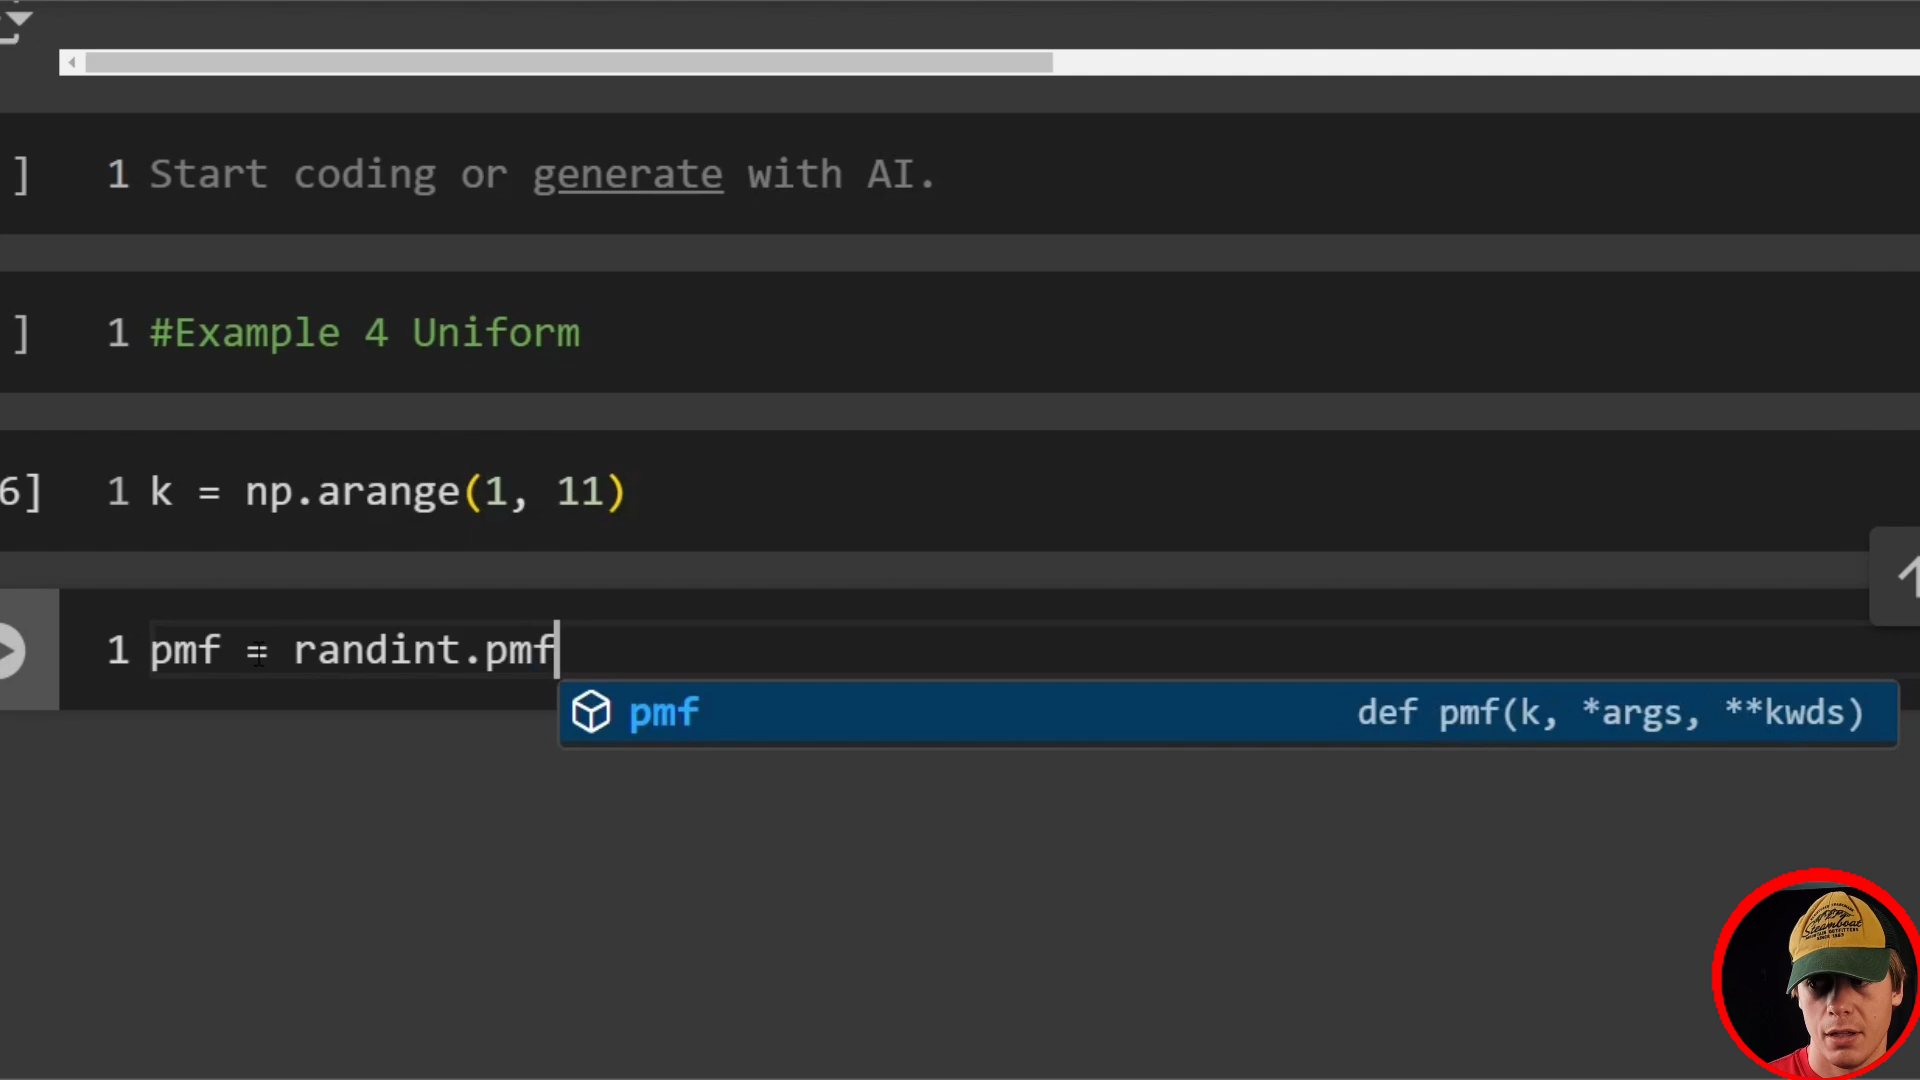 ] 1 Start coding or generate with AI.
] 1 #Example 4 Uniform
6] 1 k = np.arange(1, 11)
1 pmf = randint.pmf
pmf def pmf(k, *args, **kwds)
Steamboat